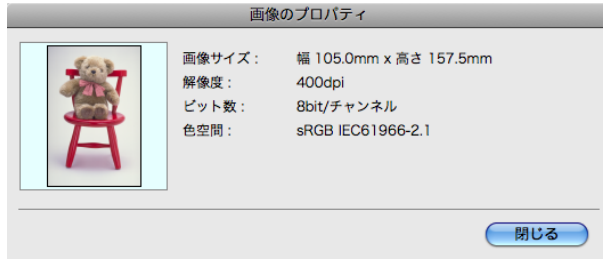 画像のプロパティ
画像サイズ : 幅 105.0mm x 高さ 157.5mm
解像度 : 400dpi
ビット数 : 8bit/チャンネル
色空間 : sRGB IEC61966-2.1
閉じる